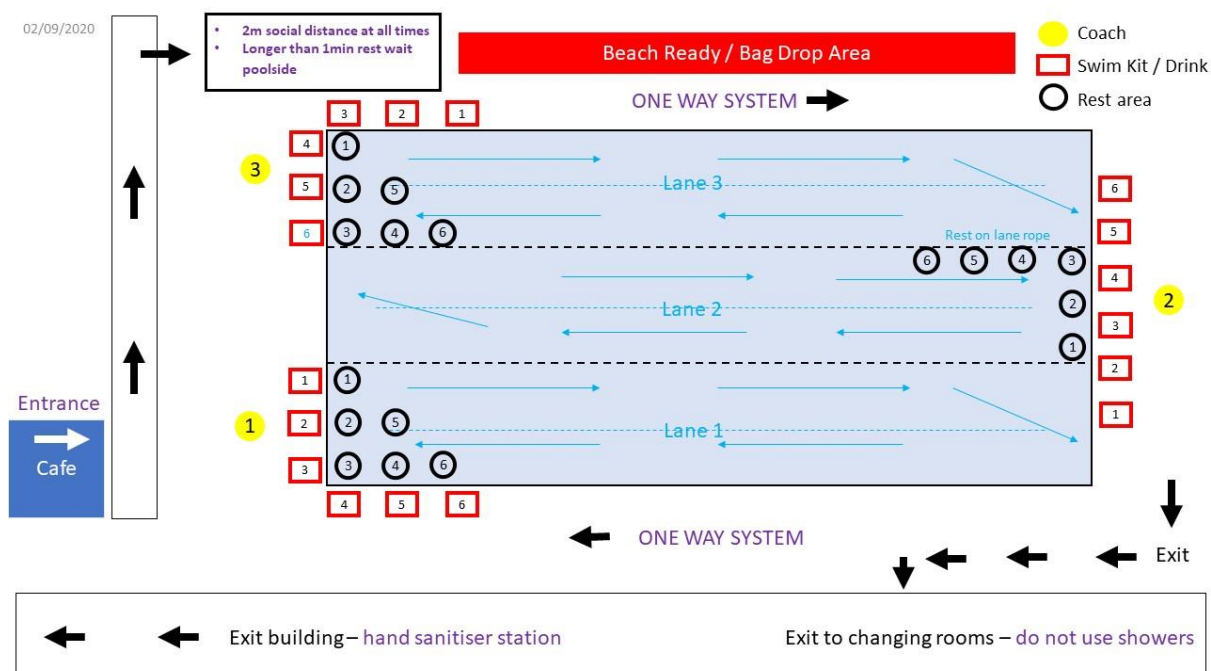 02/09/2020
• 2m social distance at all times
• Longer than 1min rest wait
poolside
Beach Ready / Bag Drop Area
Coach
Swim Kit / Drink
Rest area
ONE WAY SYSTEM
3 2 1
4 1
3
5 2 5
6 3 4 6
Lane 3
6
5
Rest on lane rope
6 5 4 3
4
2
2
3
1
2
1
Lane 2
1 1
1
2 2 5
3 3 4 6
Lane 1
4 5 6
Entrance
Cafe
ONE WAY SYSTEM
Exit
Exit building – hand sanitiser station
Exit to changing rooms – do not use showers